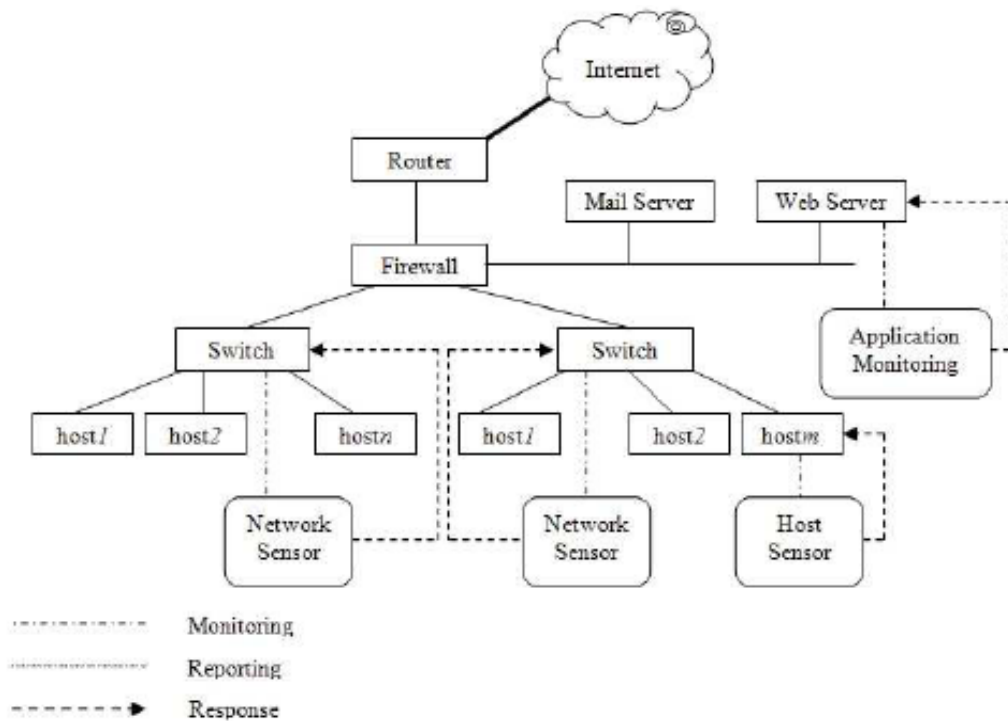 Internet
Router
Mail Server
Web Server
Firewall
Application
Monitoring
Switch
Switch
host1
host2
hostn
host1
host2
hostm
Network
Sensor
Network
Sensor
Host
Sensor
Monitoring
Reporting
Response